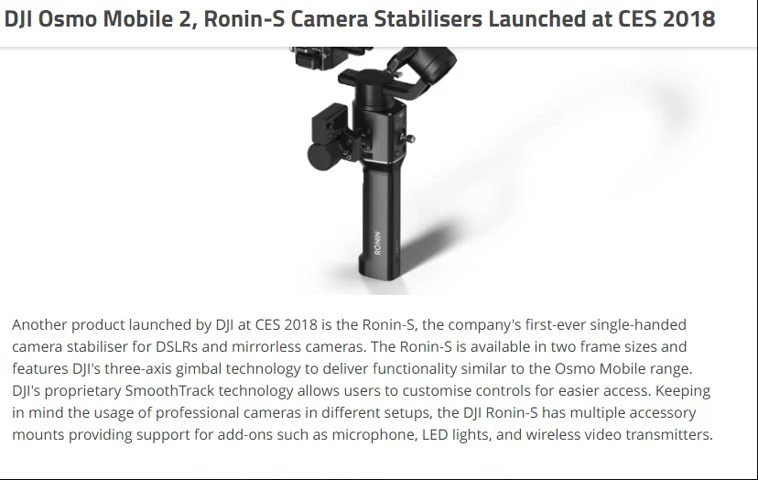 DJI Osmo Mobile 2, Ronin-S Camera Stabilisers Launched at CES 2018
RONIN
Another product launched by DJI at CES 2018 is the Ronin-S, the company's first-ever single-handed
camera stabiliser for DSLRs and mirrorless cameras. The Ronin-S is available in two frame sizes and
features DJI's three-axis gimbal technology to deliver functionality similar to the Osmo Mobile range.
DJI's proprietary SmoothTrack technology allows users to customise controls for easier access. Keeping
in mind the usage of professional cameras in different setups, the DJI Ronin-S has multiple accessory
mounts providing support for add-ons such as microphone, LED lights, and wireless video transmitters.